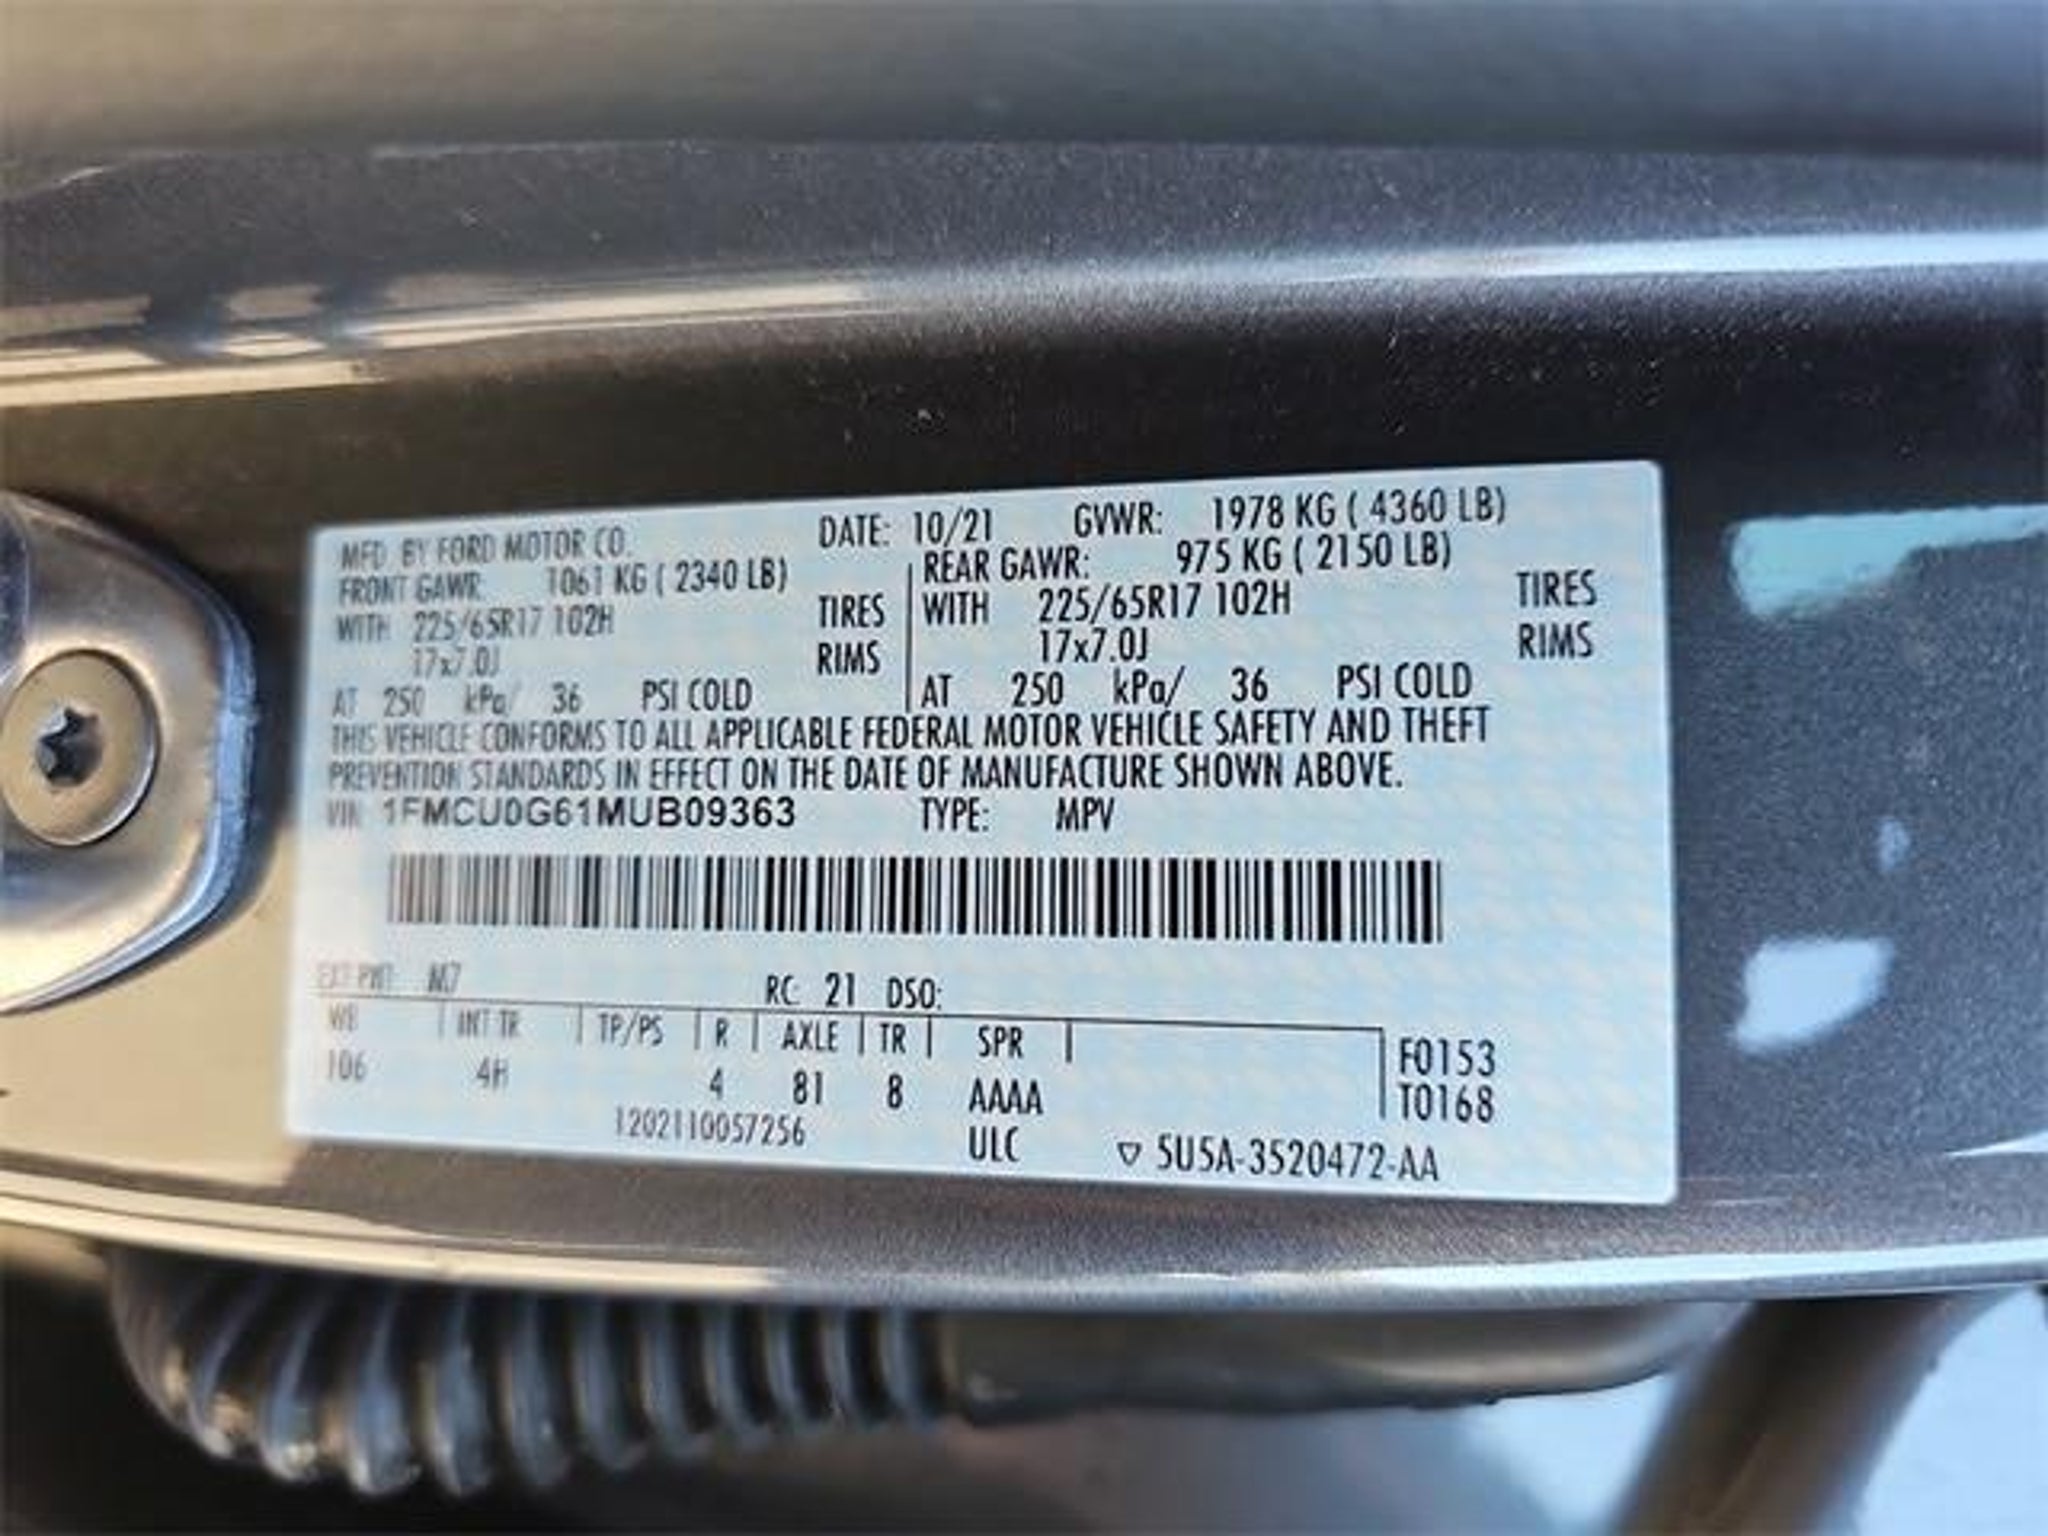 MFD. BY FORD MOTOR CO. DATE: 10/21 GVWR: 1978 KG ( 4360 LB)
FRONT GAWR: 1061 KG ( 2340 LB) REAR GAWR: 975 KG ( 2150 LB)
WITH 225/65R17 102H TIRES WITH 225/65R17 102H TIRES
17x7.0J RIMS 17x7.0J RIMS
AT 250 kPa/ 36 PSI COLD AT 250 kPa/ 36 PSI COLD
THIS VEHICLE CONFORMS TO ALL APPLICABLE FEDERAL MOTOR VEHICLE SAFETY AND THEFT
PREVENTION STANDARDS IN EFFECT ON THE DATE OF MANUFACTURE SHOWN ABOVE.
VIN: 1FMCU0G61MUB09363 TYPE: MPV
EXT PNT: M7 RC: 21 DSO:
WB INT TR TP/PS R AXLE TR SPR F0153
106 4H 4 81 8 AAAA T0168
1202110057256 ULC ▽ 5U5A-3520472-AA